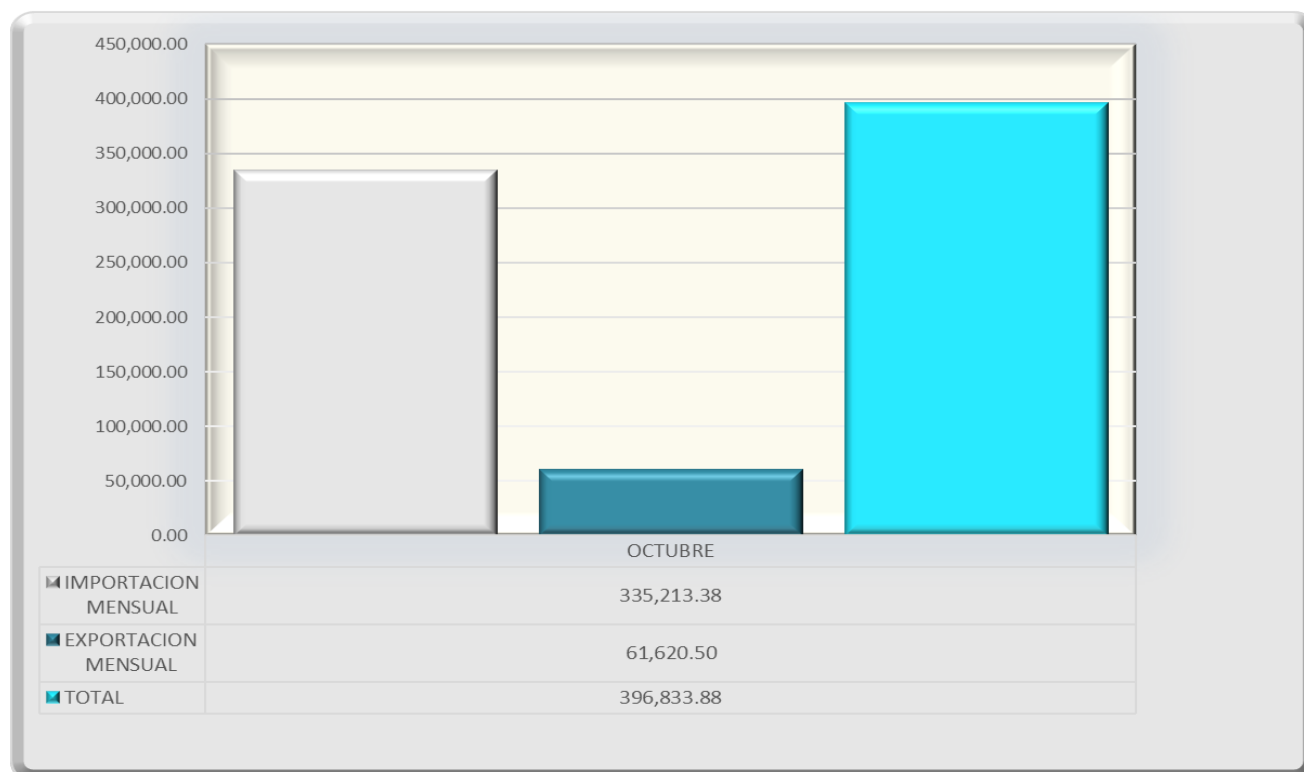 450,000.00
400,000.00
350,000.00
300,000.00
250,000.00
200,000.00
150,000.00
100,000.00
50,000.00
0.00
OCTUBRE
IMPORTACION
MENSUAL
335,213.38
EXPORTACION
MENSUAL
61,620.50
TOTAL
396,833.88